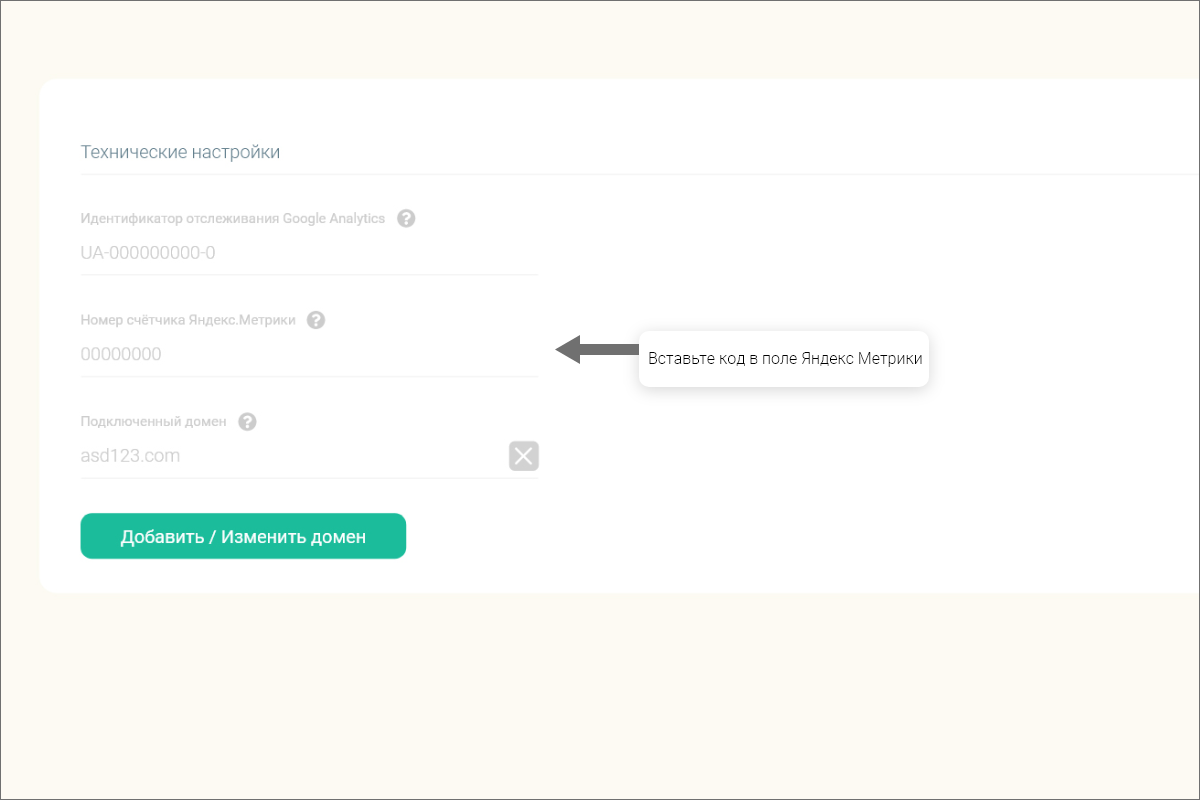 Технические настройки
Идентификатор отслеживания Google Analytics ?
UA-000000000-0
Номер счётчика Яндекс.Метрики ?
00000000
Вставьте код в поле Яндекс Метрики
Подключенный домен ?
asd123.com
Добавить / Изменить домен